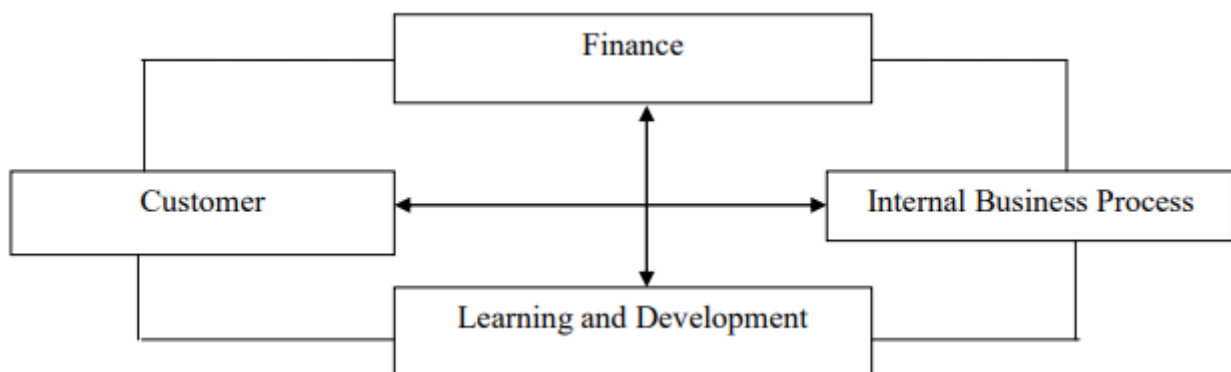 Finance
Customer
Internal Business Process
Learning and Development